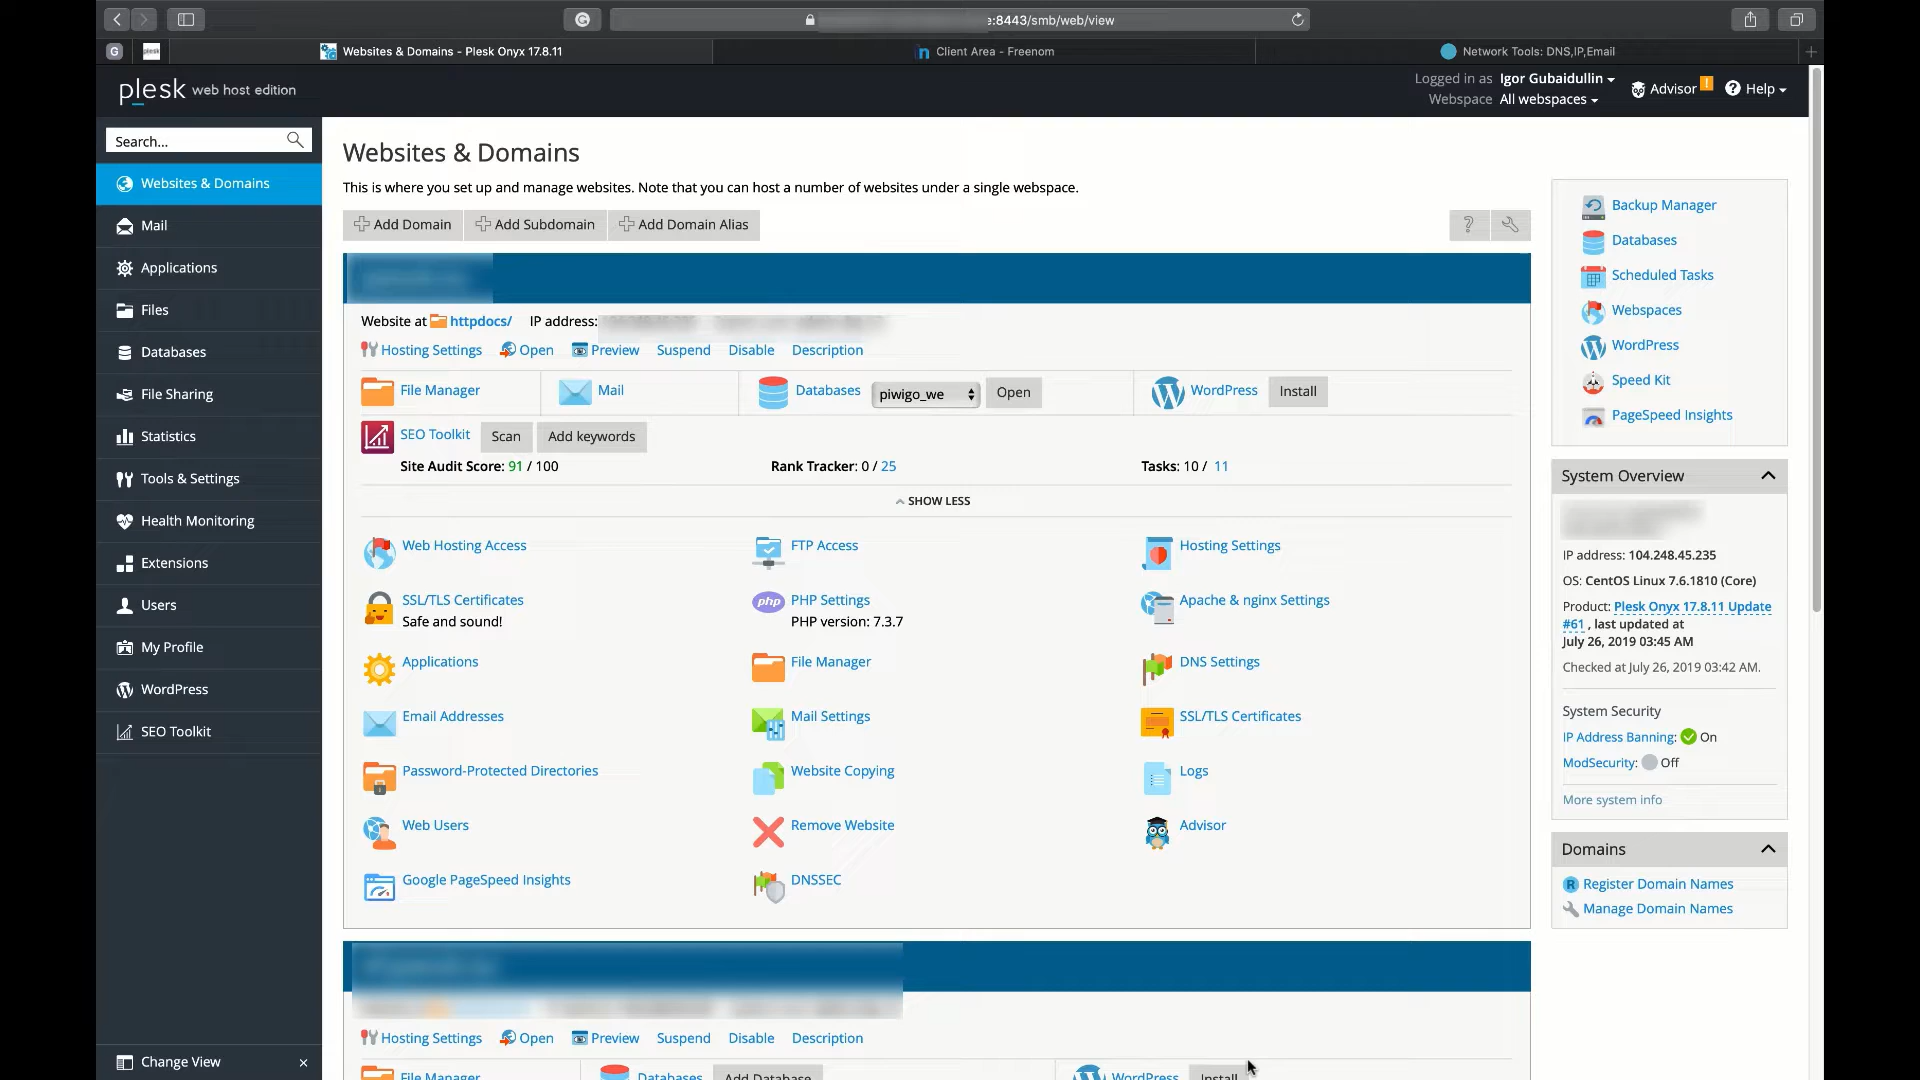 e:8443/smb/web/view
G
plesk
Websites & Domains - Plesk Onyx 17.8.11
Client Area - Freenom
Network Tools: DNS,IP,Email
plesk web host edition
Logged in as Igor Gubaidullin
Webspace All webspaces
Advisor
Help
Search...
Websites & Domains
Mail
Applications
Files
Databases
File Sharing
Statistics
Tools & Settings
Health Monitoring
Extensions
Users
My Profile
WordPress
SEO Toolkit
Change View
Websites & Domains
This is where you set up and manage websites. Note that you can host a number of websites under a single webspace.
Add Domain
Add Subdomain
Add Domain Alias
?
Website at httpdocs/ IP address:
Hosting Settings Open Preview Suspend Disable Description
File Manager
Mail
Databases piwigo_we Open
WordPress Install
SEO Toolkit Scan Add keywords
Site Audit Score: 91 / 100
Rank Tracker: 0 / 25
Tasks: 10 / 11
SHOW LESS
Web Hosting Access
FTP Access
Hosting Settings
SSL/TLS Certificates
Safe and sound!
php
PHP Settings
PHP version: 7.3.7
Apache & nginx Settings
Applications
File Manager
DNS Settings
Email Addresses
Mail Settings
SSL/TLS Certificates
Password-Protected Directories
Website Copying
Logs
Web Users
Remove Website
Advisor
Google PageSpeed Insights
DNSSEC
Hosting Settings Open Preview Suspend Disable Description
File Manager
Databases Add Database
WordPress Install
Backup Manager
Databases
Scheduled Tasks
Webspaces
WordPress
Speed Kit
PageSpeed Insights
System Overview
IP address: 104.248.45.235
OS: CentOS Linux 7.6.1810 (Core)
Product: Plesk Onyx 17.8.11 Update
#61 , last updated at
July 26, 2019 03:45 AM
Checked at July 26, 2019 03:42 AM.
System Security
IP Address Banning: On
ModSecurity: Off
More system info
Domains
R Register Domain Names
Manage Domain Names